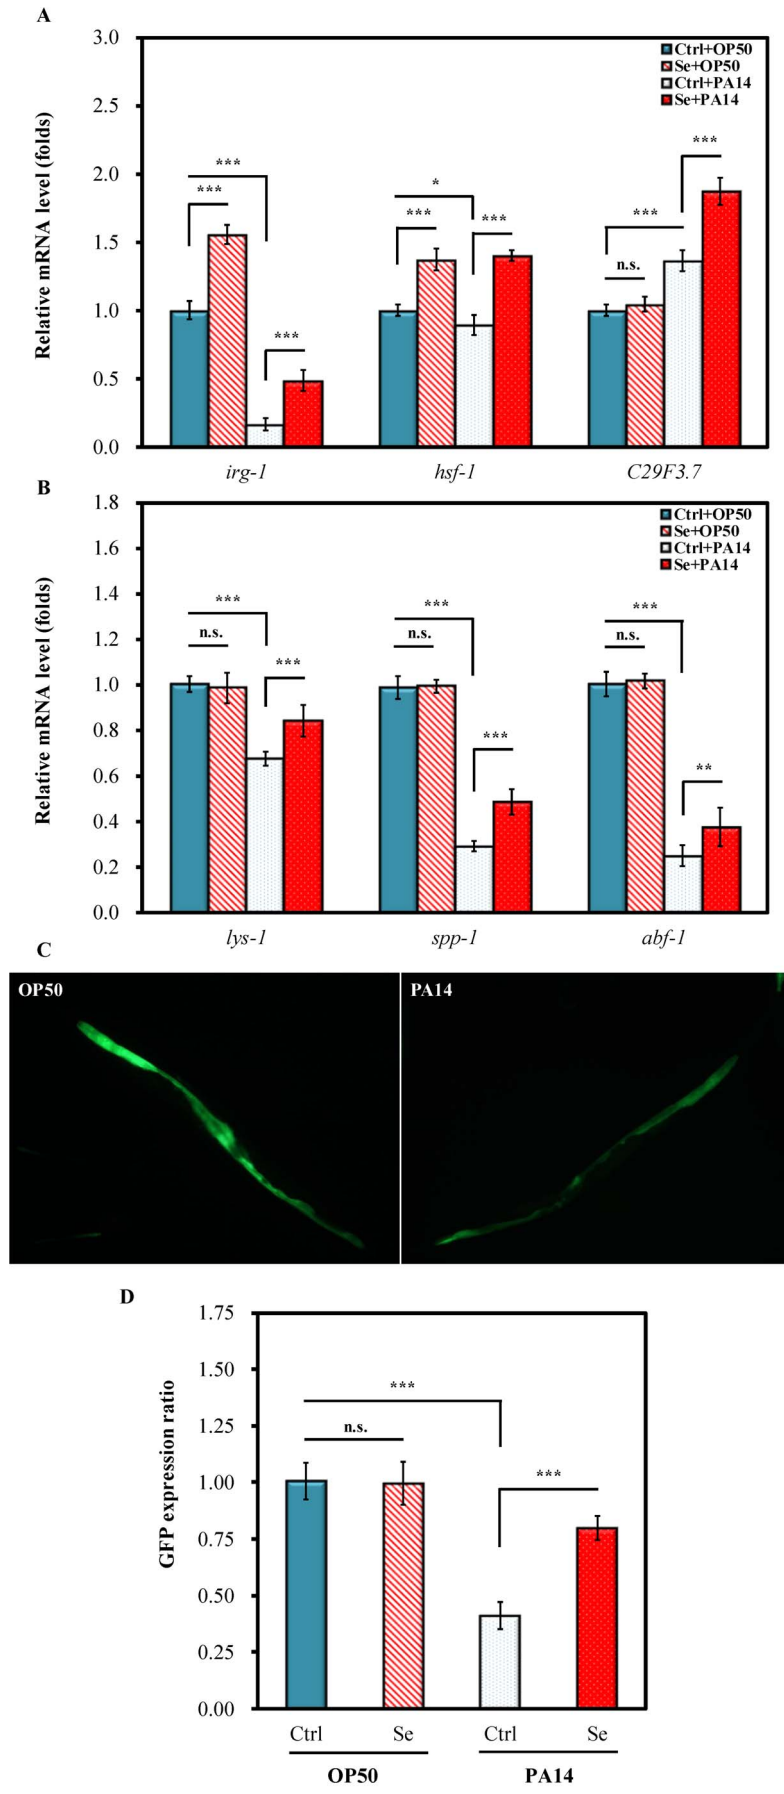 A
3.0
2.5
2.0
1.5
1.0
0.5
0.0
Relative mRNA level (folds)
Ctrl+OP50
Se+OP50
Ctrl+PA14
Se+PA14
***
***
***
*
***
***
***
***
n.s.
irg-1
hsf-1
C29F3.7
B
1.8
1.6
1.4
1.2
1.0
0.8
0.6
0.4
0.2
0.0
Relative mRNA level (folds)
Ctrl+OP50
Se+OP50
Ctrl+PA14
Se+PA14
***
n.s.
***
***
n.s.
***
***
n.s.
**
lys-1
spp-1
abf-1
C
OP50
PA14
D
1.75
1.50
1.25
1.00
0.75
0.50
0.25
0.00
GFP expression ratio
***
n.s.
***
Ctrl
Se
Ctrl
Se
OP50
PA14